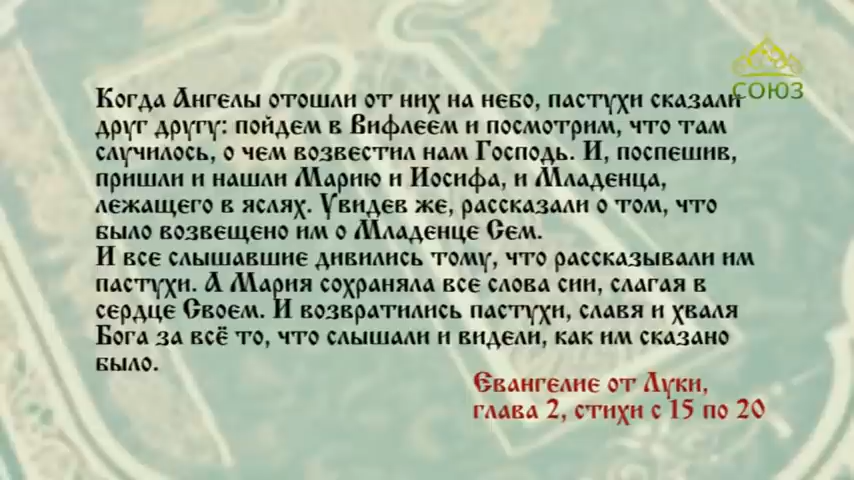 СОЮЗ
Когда Ангелы отошли от них на небо, пастухи сказали
друг другу: пойдем в Вифлеем и посмотрим, что там
случилось, о чем возвестил нам Господь. И, поспешив,
пришли и нашли Марию и Иосифа, и Младенца,
лежащего в яслях. Увидев же, рассказали о том, что
было возвещено им о Младенце Сем.
И все слышавшие дивились тому, что рассказывали им
пастухи. А Мария сохраняла все слова сии, слагая в
сердце Своем. И возвратились пастухи, славя и хваля
Бога за всё то, что слышали и видели, как им сказано
было.
Евангелие от Луки,
глава 2, стихи с 15 по 20